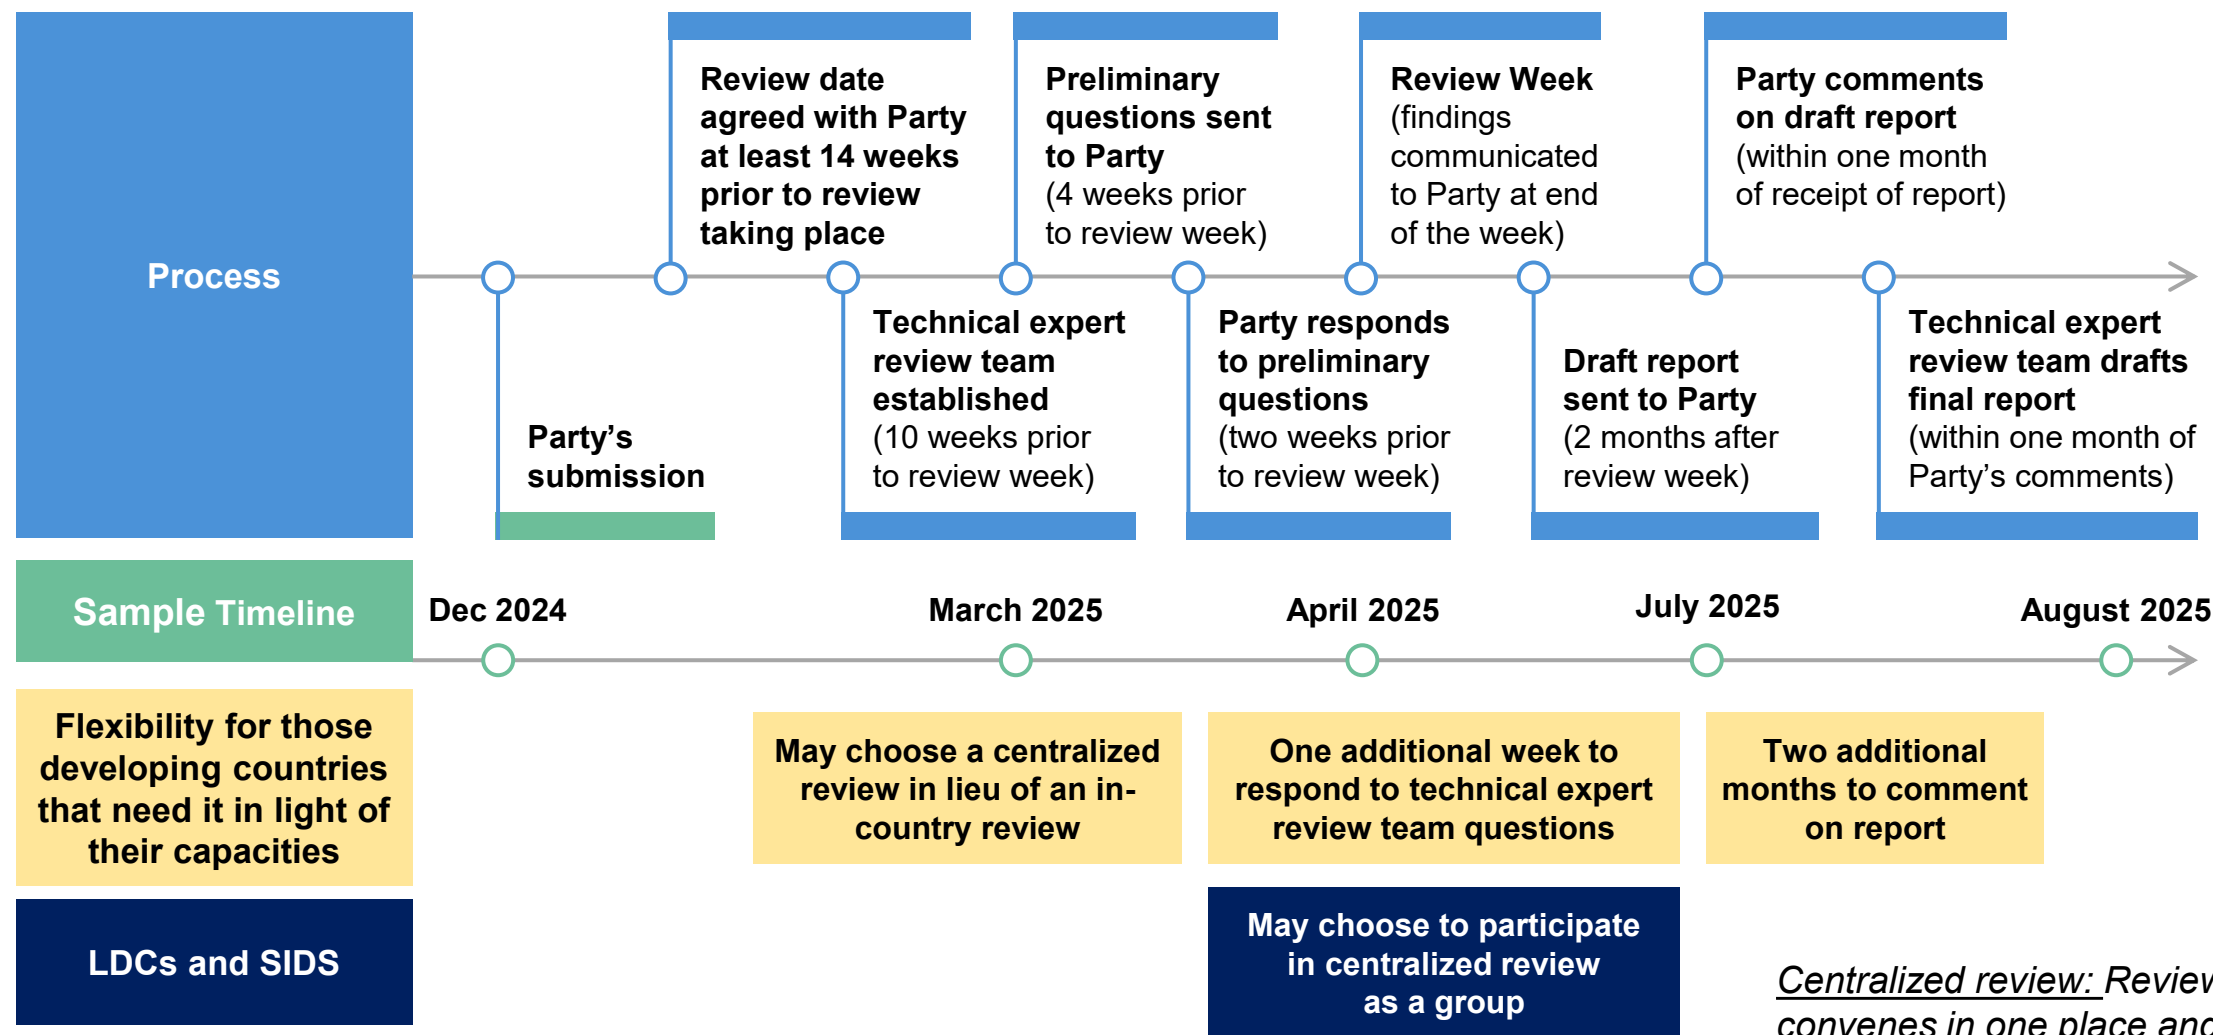 Process
Review date
agreed with Party
at least 14 weeks
prior to review
taking place
Preliminary
questions sent
to Party
(4 weeks prior
to review week)
Review Week
(findings
communicated
to Party at end
of the week)
Party comments
on draft report
(within one month
of receipt of report)
Party’s
submission
Technical expert
review team
established
(10 weeks prior
to review week)
Party responds
to preliminary
questions
(two weeks prior
to review week)
Draft report
sent to Party
(2 months after
review week)
Technical expert
review team drafts
final report
(within one month of
Party’s comments)
Sample Timeline
Dec 2024
March 2025
April 2025
July 2025
August 2025
Flexibility for those
developing countries
that need it in light of
their capacities
May choose a centralized
review in lieu of an in-
country review
One additional week to
respond to technical expert
review team questions
Two additional
months to comment
on report
LDCs and SIDS
May choose to participate
in centralized review
as a group
Centralized review: Review
convenes in one place and